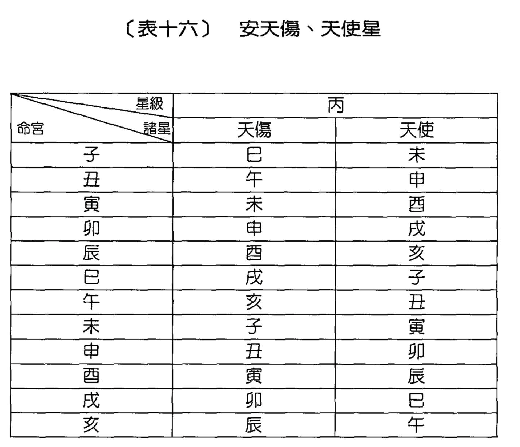 〔表十六〕 安天傷、天使星
星級 丙
命宮 諸星 天傷 天使
子 巳 未
丑 午 申
寅 未 酉
卯 申 戌
辰 酉 亥
巳 戌 子
午 亥 丑
未 子 寅
申 丑 卯
酉 寅 辰
戌 卯 巳
亥 辰 午